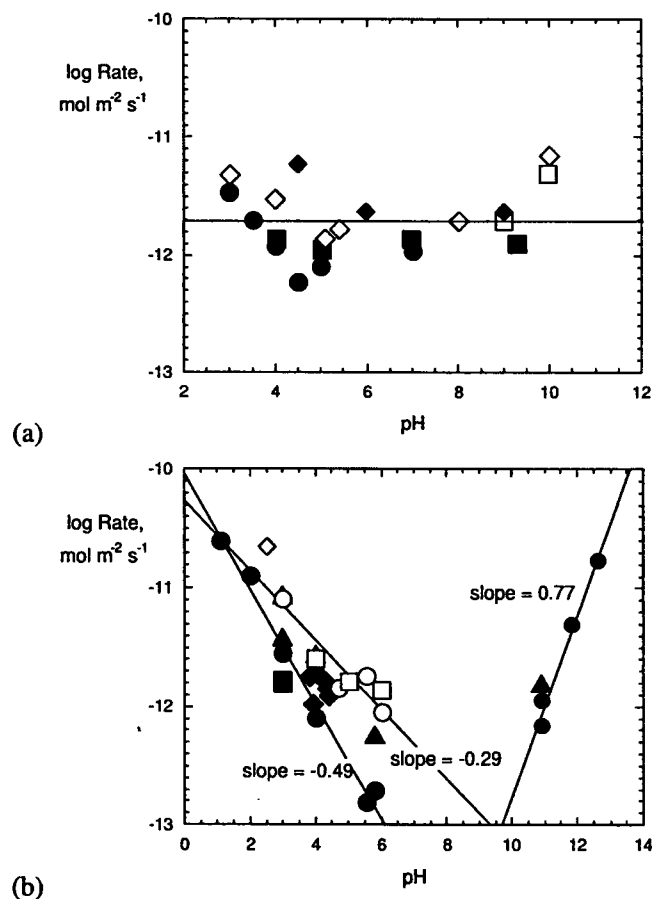 -10
log Rate,
mol m⁻² s⁻¹
-11
-12
-13
2 4 6 8 10 12
(a)
pH
-10
log Rate,
mol m⁻² s⁻¹
-11
slope = 0.77
-12
slope = -0.49
slope = -0.29
-13
0 2 4 6 8 10 12 14
(b)
pH